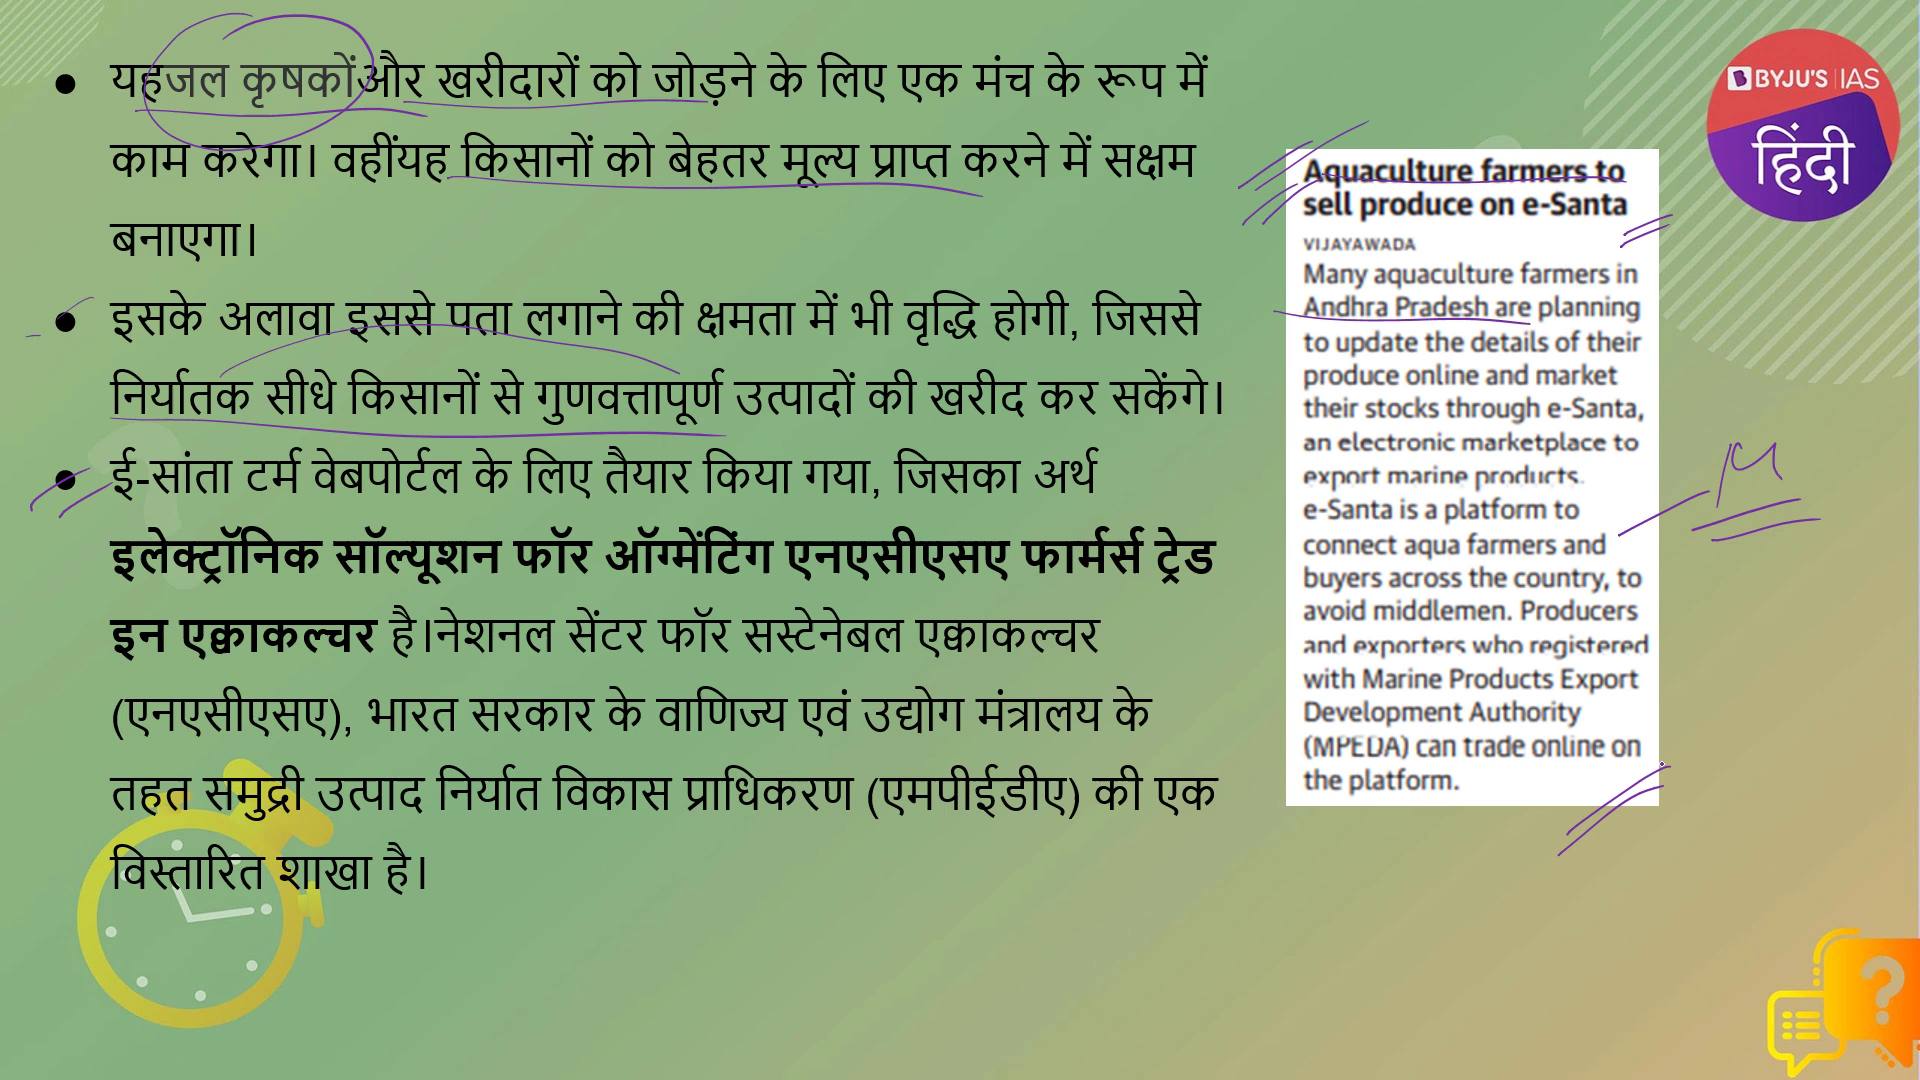 यहजल कृषकोंऔर खरीदारों को जोड़ने के लिए एक मंच के रूप में
काम करेगा। वहींयह किसानों को बेहतर मूल्य प्राप्त करने में सक्षम
बनाएगा।
इसके अलावा इससे पता लगाने की क्षमता में भी वृद्धि होगी, जिससे
निर्यातक सीधे किसानों से गुणवत्तापूर्ण उत्पादों की खरीद कर सकेंगे।
ई-सांता टर्म वेबपोर्टल के लिए तैयार किया गया, जिसका अर्थ
इलेक्ट्रॉनिक सॉल्यूशन फॉर ऑग्मेंटिंग एनएसीएसए फार्मर्स ट्रेड
इन एक्वाकल्चर है।नेशनल सेंटर फॉर सस्टेनेबल एक्वाकल्चर
(एनएसीएसए), भारत सरकार के वाणिज्य एवं उद्योग मंत्रालय के
तहत समुद्री उत्पाद निर्यात विकास प्राधिकरण (एमपीईडीए) की एक
विस्तारित शाखा है।
Aquaculture farmers to
sell produce on e-Santa
VIJAYAWADA
Many aquaculture farmers in
Andhra Pradesh are planning
to update the details of their
produce online and market
their stocks through e-Santa,
an electronic marketplace to
export marine products.
e-Santa is a platform to
connect aqua farmers and
buyers across the country, to
avoid middlemen. Producers
and exporters who registered
with Marine Products Export
Development Authority
(MPEDA) can trade online on
the platform.
BYJU'S IAS
हिंदी